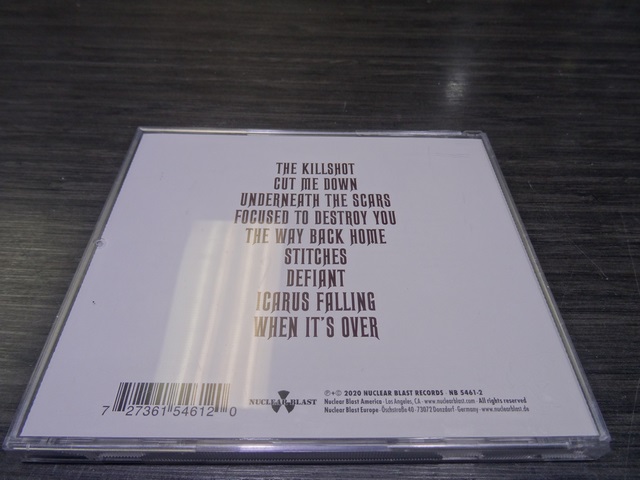 THE KILLSHOT
CUT ME DOWN
UNDERNEATH THE SCARS
FOCUSED TO DESTROY YOU
THE WAY BACK HOME
STITCHES
DEFIANT
ICARUS FALLING
WHEN IT'S OVER
7 27361 54612 0
NUCLEAR BLAST
℗+© 2020 NUCLEAR BLAST RECORDS · NB 5461-2
Nuclear Blast America · Los Angeles, CA · www.nuclearblast.com · All rights reserved
Nuclear Blast Europe · Öschstraße 40 · 73072 Donzdorf · Germany · www.nuclearblast.de